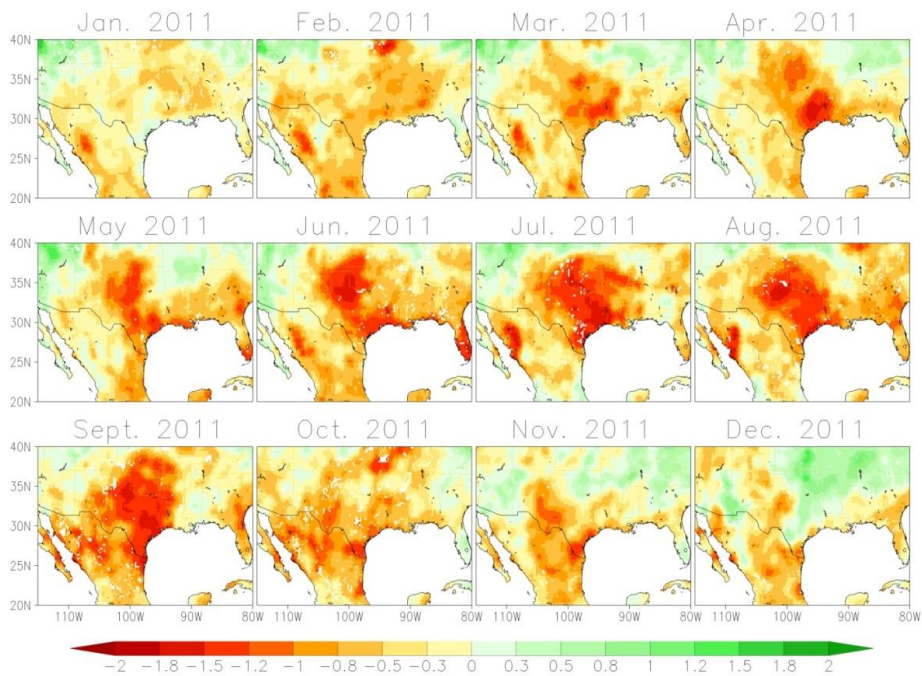 Jan. 2011 Feb. 2011 Mar. 2011 Apr. 2011
40N
35N
30N
25N
20N
May 2011 Jun. 2011 Jul. 2011 Aug. 2011
40N
35N
30N
25N
20N
Sept. 2011 Oct. 2011 Nov. 2011 Dec. 2011
40N
35N
30N
25N
20N
110W 100W 90W 80W 110W 100W 90W 80W 110W 100W 90W 80W 110W 100W 90W 80W
-2 -1.8 -1.5 -1.2 -1 -0.8 -0.5 -0.3 0 0.3 0.5 0.8 1 1.2 1.5 1.8 2